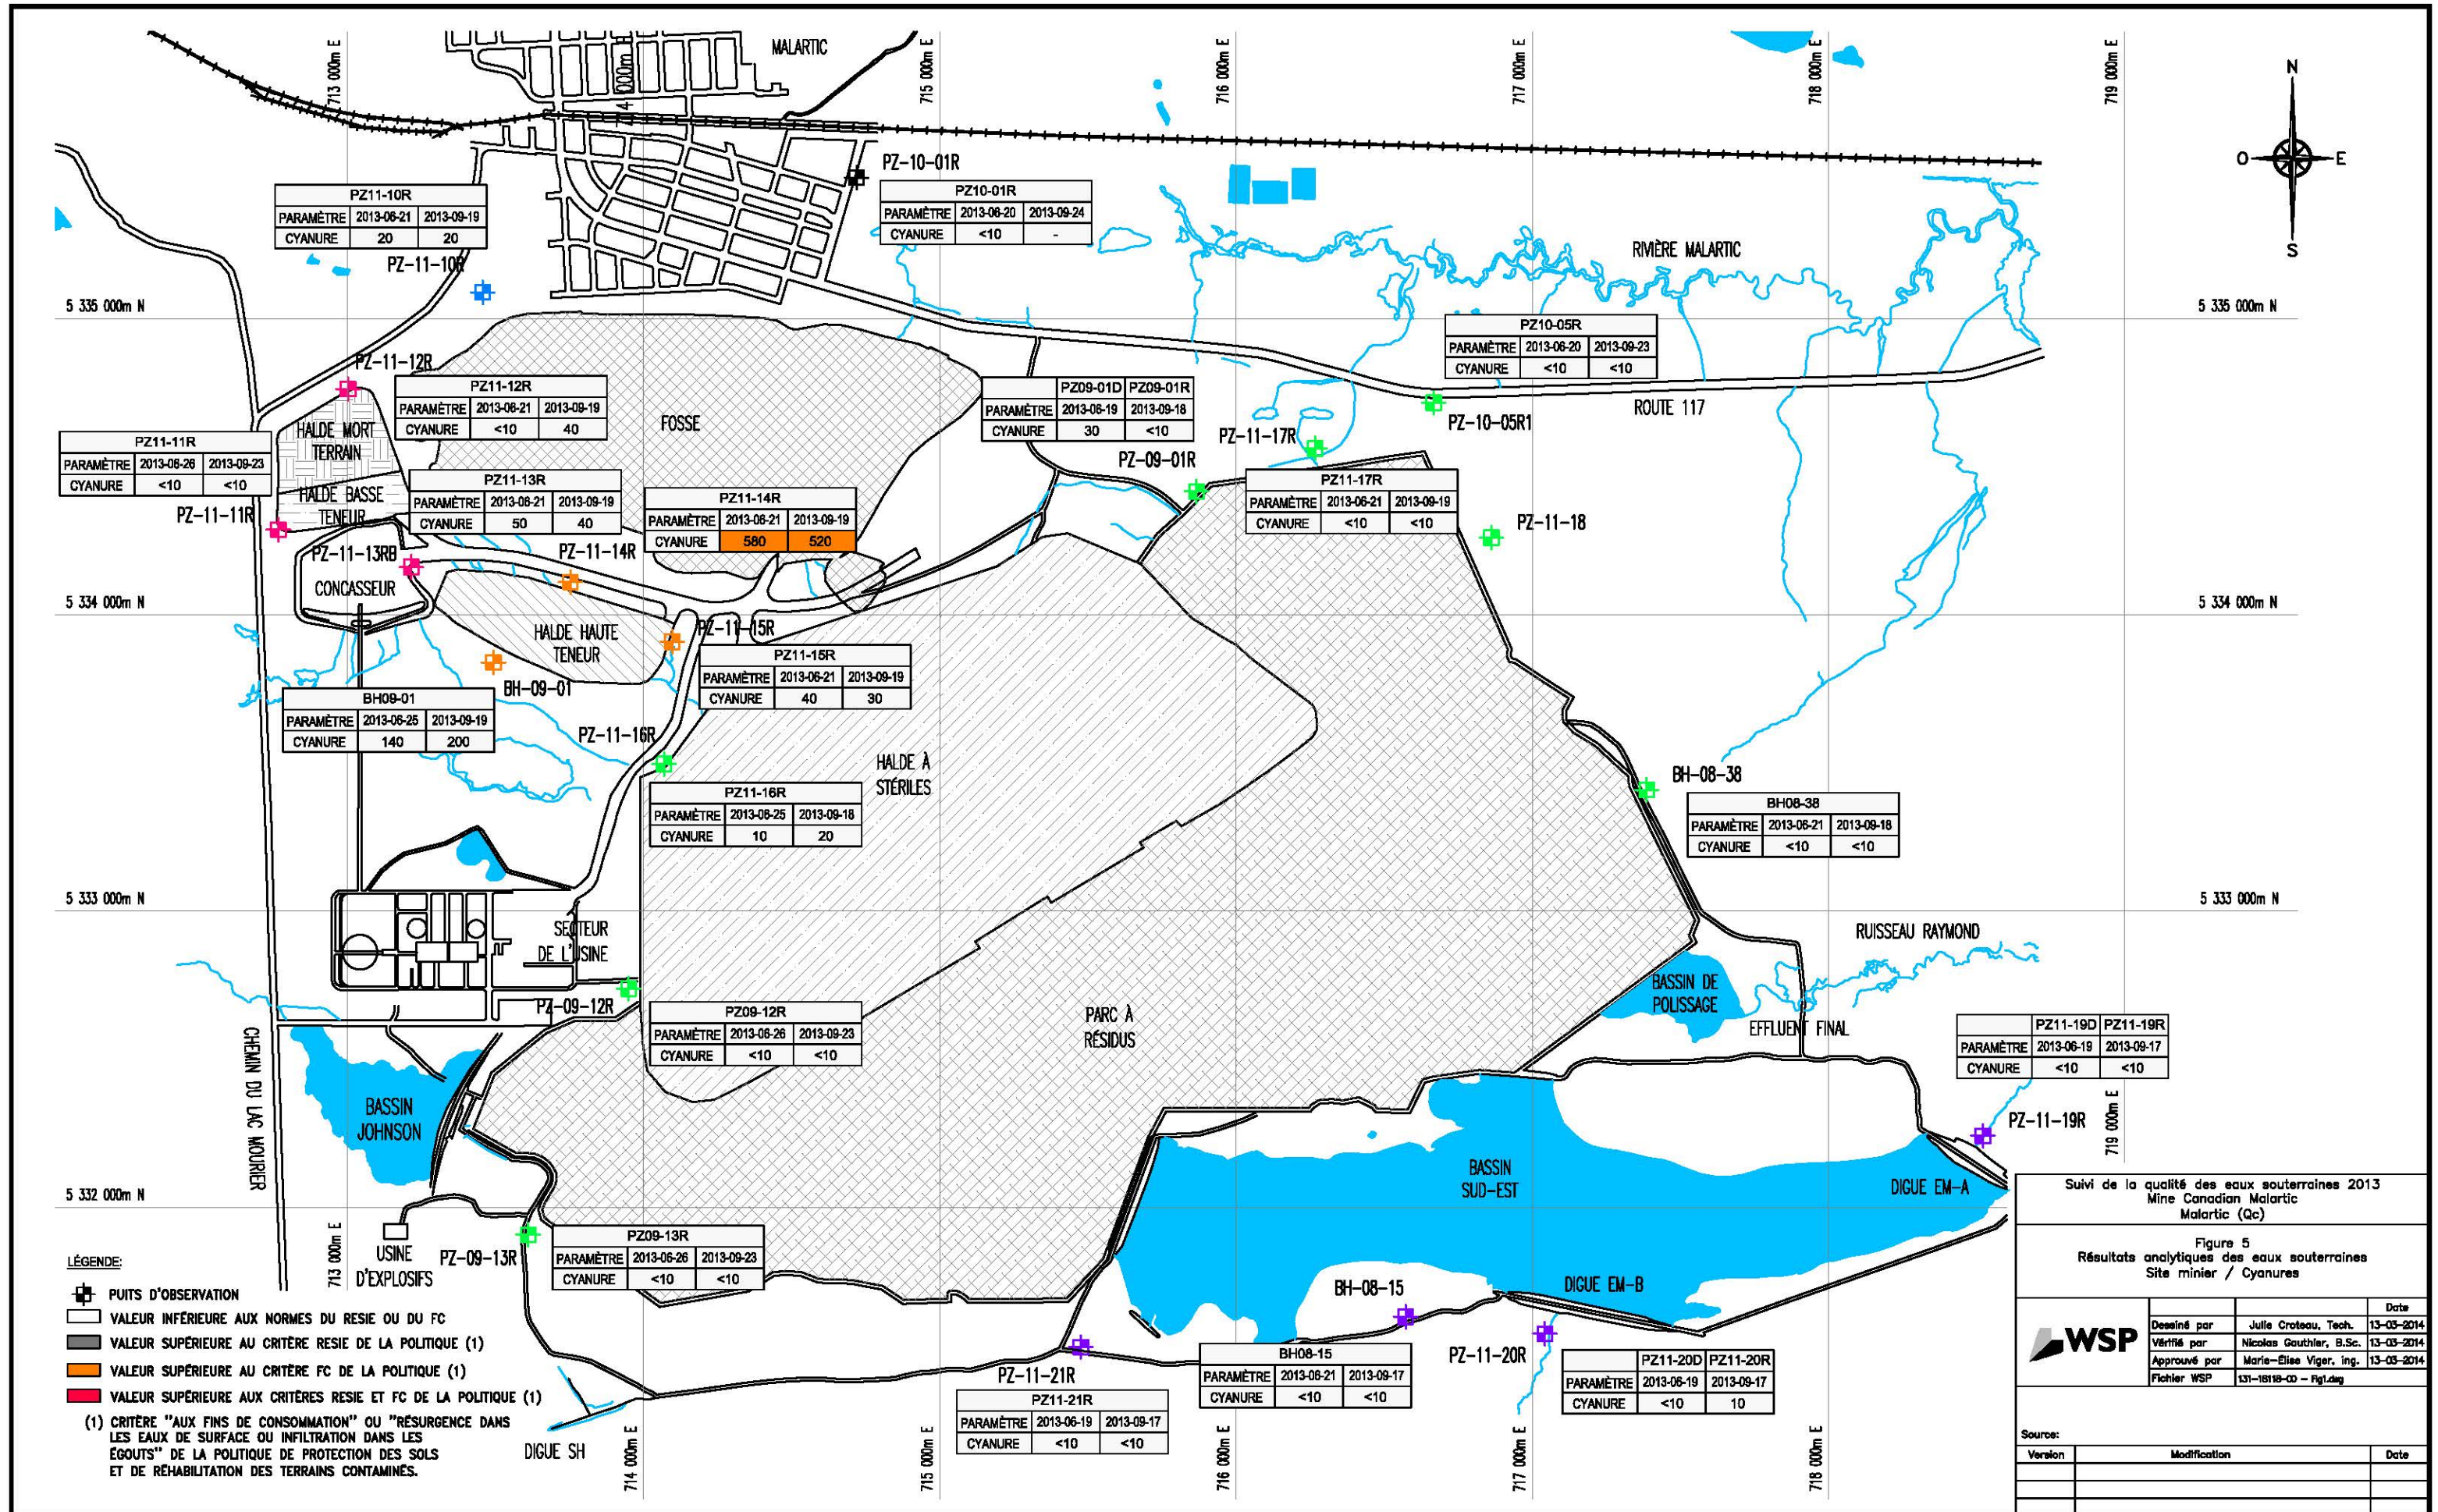 MALARTIC
713 000m E
714 000m E
715 000m E
716 000m E
717 000m E
718 000m E
719 000m E
N
O
E
S
PZ-10-01R
PZ10-01R
PARAMÈTRE 2013-06-20 2013-09-24
CYANURE <10 -
PZ11-10R
PARAMÈTRE 2013-06-21 2013-09-19
CYANURE 20 20
PZ-11-10R
RIVIÈRE MALARTIC
5 335 000m N
5 335 000m N
PZ10-05R
PARAMÈTRE 2013-06-20 2013-09-23
CYANURE <10 <10
PZ-11-12R
PZ11-12R
PARAMÈTRE 2013-06-21 2013-09-19
CYANURE <10 40
FOSSE
PZ09-01D PZ09-01R
PARAMÈTRE 2013-06-19 2013-09-18
CYANURE 30 <10
ROUTE 117
PZ-10-05R1
PZ-11-17R
PZ-09-01R
HALDE MORT
TERRAIN
PZ11-11R
PARAMÈTRE 2013-06-26 2013-09-23
CYANURE <10 <10
HALDE BASSE
TENEUR
PZ-11-11R
PZ11-13R
PARAMÈTRE 2013-06-21 2013-09-19
CYANURE 50 40
PZ11-14R
PARAMÈTRE 2013-06-21 2013-09-19
CYANURE 580 520
PZ11-17R
PARAMÈTRE 2013-06-21 2013-09-19
CYANURE <10 <10
PZ-11-18
PZ-11-13RB
PZ-11-14R
CONCASSEUR
5 334 000m N
5 334 000m N
HALDE HAUTE
TENEUR
PZ-11-15R
PZ11-15R
PARAMÈTRE 2013-06-21 2013-09-19
CYANURE 40 30
BH-09-01
BH09-01
PARAMÈTRE 2013-06-25 2013-09-19
CYANURE 140 200
PZ-11-16R
PZ11-16R
PARAMÈTRE 2013-06-25 2013-09-18
CYANURE 10 20
HALDE À
STÉRILES
BH-08-38
BH08-38
PARAMÈTRE 2013-06-21 2013-09-18
CYANURE <10 <10
5 333 000m N
5 333 000m N
SECTEUR
DE L'USINE
RUISSEAU RAYMOND
BASSIN DE
POLISSAGE
EFFLUENT FINAL
PZ-09-12R
PZ09-12R
PARAMÈTRE 2013-06-26 2013-09-23
CYANURE <10 <10
PARC À
RÉSIDUS
PZ11-19D PZ11-19R
PARAMÈTRE 2013-06-19 2013-09-17
CYANURE <10 <10
PZ-11-19R
719 000m E
CHEMIN DU LAC MOURIER
BASSIN
JOHNSON
BASSIN
SUD-EST
DIGUE EM-A
5 332 000m N
713 000m E
USINE
D'EXPLOSIFS
PZ-09-13R
PZ09-13R
PARAMÈTRE 2013-06-26 2013-09-23
CYANURE <10 <10
DIGUE EM-B
BH-08-15
BH08-15
PARAMÈTRE 2013-06-21 2013-09-17
CYANURE <10 <10
PZ-11-20R
PZ11-20D PZ11-20R
PARAMÈTRE 2013-06-19 2013-09-17
CYANURE <10 10
PZ-11-21R
PZ11-21R
PARAMÈTRE 2013-06-19 2013-09-17
CYANURE <10 <10
DIGUE SH
714 000m E
715 000m E
716 000m E
717 000m E
718 000m E
LÉGENDE:
PUITS D'OBSERVATION
VALEUR INFÉRIEURE AUX NORMES DU RESIE OU DU FC
VALEUR SUPÉRIEURE AU CRITÈRE RESIE DE LA POLITIQUE (1)
VALEUR SUPÉRIEURE AU CRITÈRE FC DE LA POLITIQUE (1)
VALEUR SUPÉRIEURE AUX CRITÈRES RESIE ET FC DE LA POLITIQUE (1)
(1) CRITÈRE "AUX FINS DE CONSOMMATION" OU "RÉSURGENCE DANS
LES EAUX DE SURFACE OU INFILTRATION DANS LES
ÉGOUTS" DE LA POLITIQUE DE PROTECTION DES SOLS
ET DE RÉHABILITATION DES TERRAINS CONTAMINÉS.
Suivi de la qualité des eaux souterraines 2013
Mine Canadian Malartic
Malartic (Qc)
Figure 5
Résultats analytiques des eaux souterraines
Site minier / Cyanures
WSP
Date
Dessiné par Julie Croteau, Tech. 13-03-2014
Vérifié par Nicolas Gauthier, B.Sc. 13-03-2014
Approuvé par Marie-Élise Viger, ing. 13-03-2014
Fichier WSP 131-18118-00 - Fig1.dwg
Source:
Version Modification Date